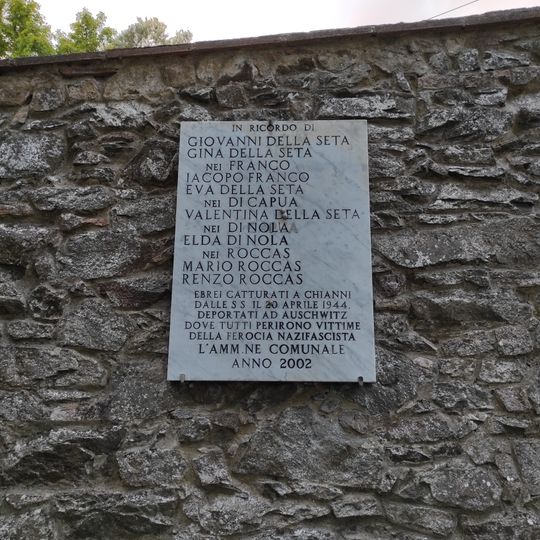 IN RICORDO DI
GIOVANNI DELLA SETA
GINA DELLA SETA
NEI FRANCO
IACOPO FRANCO
EVA DELLA SETA
NEI DI CAPUA
VALENTINA DELLA SETA
NEI DI NOLA
ELDA DI NOLA
NEI ROCCAS
MARIO ROCCAS
RENZO ROCCAS
EBREI CATTURATI A CHIANNI
DALLE S S IL 20 APRILE 1944.
DEPORTATI AD AUSCHWITZ
DOVE TUTTI PERIRONO VITTIME
DELLA FEROCIA NAZIFASCISTA
L'AMM.NE COMUNALE
ANNO 2002